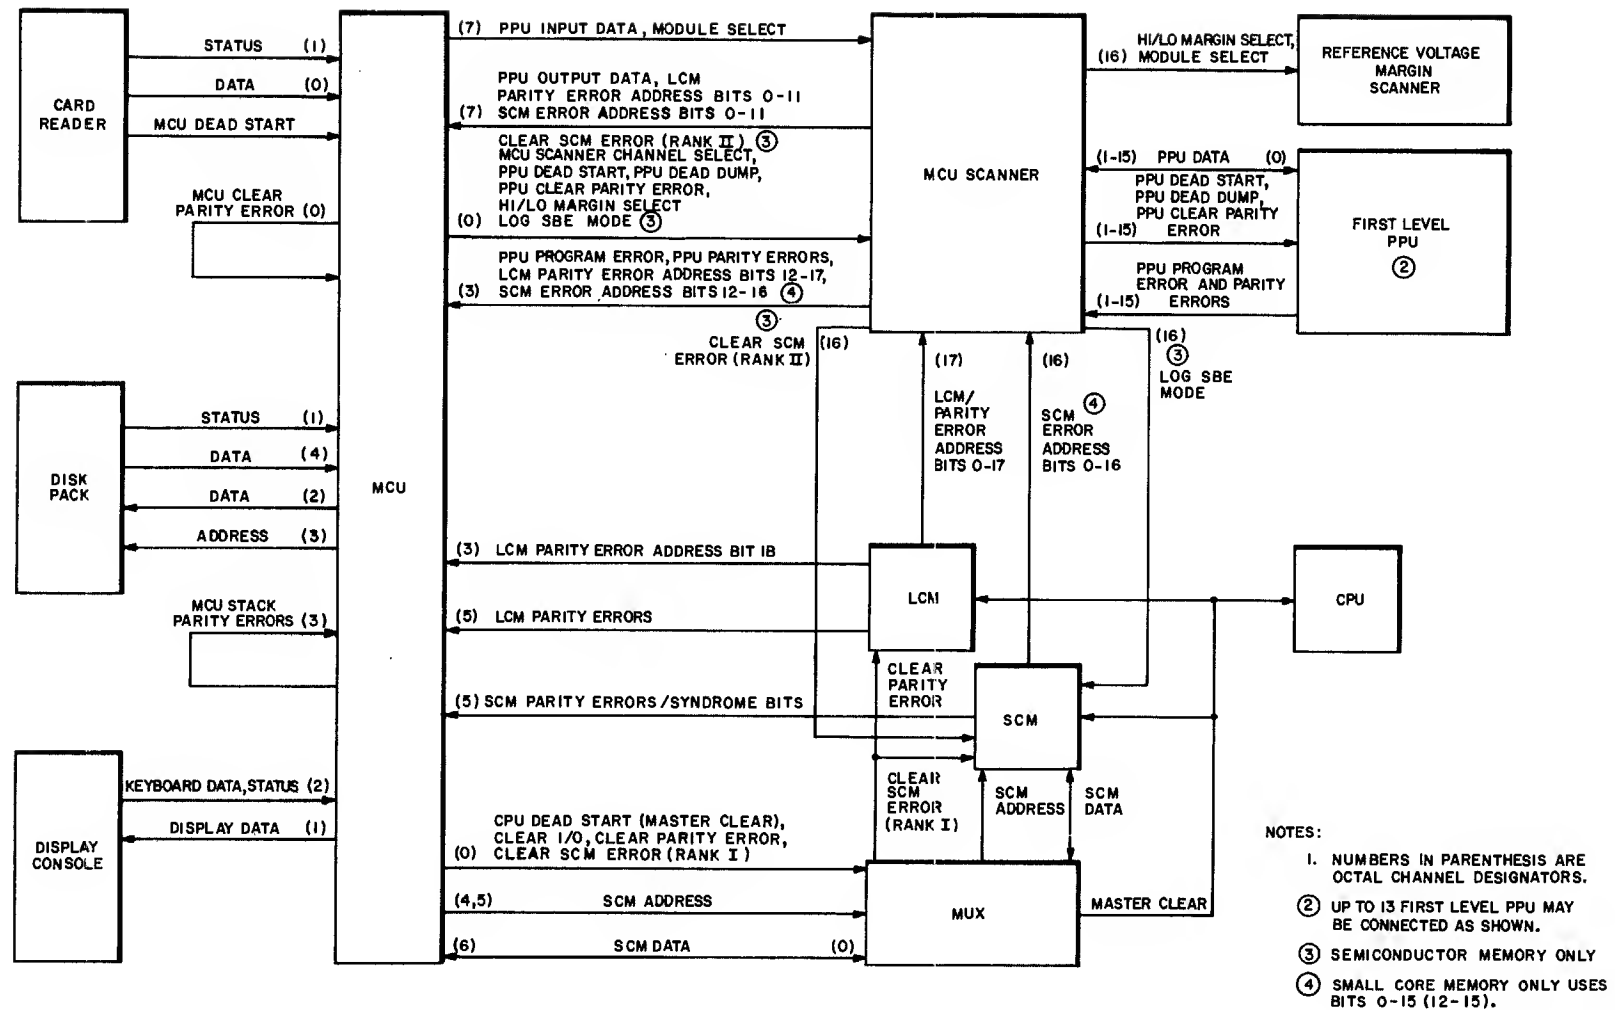 CARD
READER
STATUS (1)
DATA (0)
MCU DEAD START
MCU CLEAR
PARITY ERROR (0)
DISK
PACK
STATUS (1)
DATA (4)
DATA (2)
ADDRESS (3)
MCU STACK
PARITY ERRORS (3)
DISPLAY
CONSOLE
KEYBOARD DATA, STATUS (2)
DISPLAY DATA (1)
MCU
(7) PPU INPUT DATA, MODULE SELECT
PPU OUTPUT DATA, LCM
PARITY ERROR ADDRESS BITS 0-11
(7) SCM ERROR ADDRESS BITS 0-11
CLEAR SCM ERROR (RANK II) 3
MCU SCANNER CHANNEL SELECT,
PPU DEAD START, PPU DEAD DUMP,
PPU CLEAR PARITY ERROR,
HI/LO MARGIN SELECT
(0) LOG SBE MODE 3
PPU PROGRAM ERROR, PPU PARITY ERRORS,
LCM PARITY ERROR ADDRESS BITS 12-17,
(3) SCM ERROR ADDRESS BITS 12-16 4
3
CLEAR SCM (16)
ERROR (RANK II)
MCU SCANNER
HI/LO MARGIN SELECT,
(16) MODULE SELECT
REFERENCE VOLTAGE
MARGIN
SCANNER
(1-15) PPU DATA (0)
PPU DEAD START,
PPU DEAD DUMP,
PPU CLEAR PARITY
(1-15) ERROR
PPU PROGRAM
ERROR AND PARITY
(1-15) ERRORS
FIRST LEVEL
PPU
2
(17)
LCM/
PARITY
ERROR
ADDRESS
BITS 0-17
(16)
SCM 4
ERROR
ADDRESS
BITS 0-16
(16)
3
LOG SBE
MODE
(3) LCM PARITY ERROR ADDRESS BIT 1B
(5) LCM PARITY ERRORS
LCM
CPU
CLEAR
PARITY
ERROR
(5) SCM PARITY ERRORS/SYNDROME BITS
SCM
CLEAR
SCM
ERROR
(RANK I)
SCM
ADDRESS
SCM
DATA
CPU DEAD START (MASTER CLEAR),
CLEAR I/O, CLEAR PARITY ERROR,
(0) CLEAR SCM ERROR (RANK I)
(4,5) SCM ADDRESS
(6) SCM DATA (0)
MUX
MASTER CLEAR
NOTES:
1. NUMBERS IN PARENTHESIS ARE
OCTAL CHANNEL DESIGNATORS.
2 UP TO 13 FIRST LEVEL PPU MAY
BE CONNECTED AS SHOWN.
3 SEMICONDUCTOR MEMORY ONLY
4 SMALL CORE MEMORY ONLY USES
BITS 0-15 (12-15).